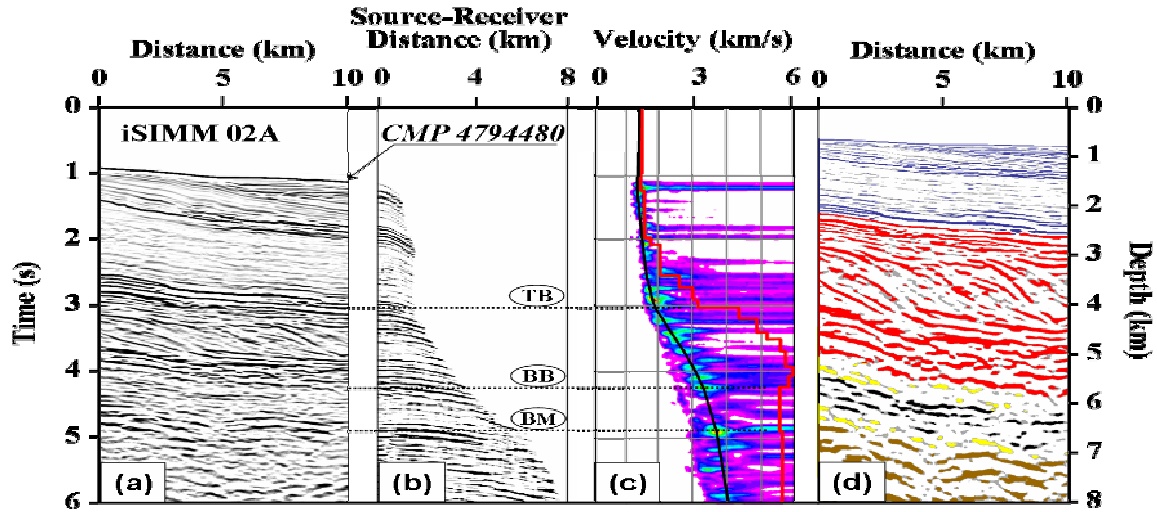 Source-Receiver
Distance (km) Distance (km) Velocity (km/s) Distance (km)
0 5 10 0 4 8 0 3 6 0 5 10
0 0
iSIMM 02A CMP 4794480
1 1
2 2
3 TB 3
4 4
BB 5
BM 6
5 7
6 8
Time (s)
Depth (km)
(a) (b) (c) (d)